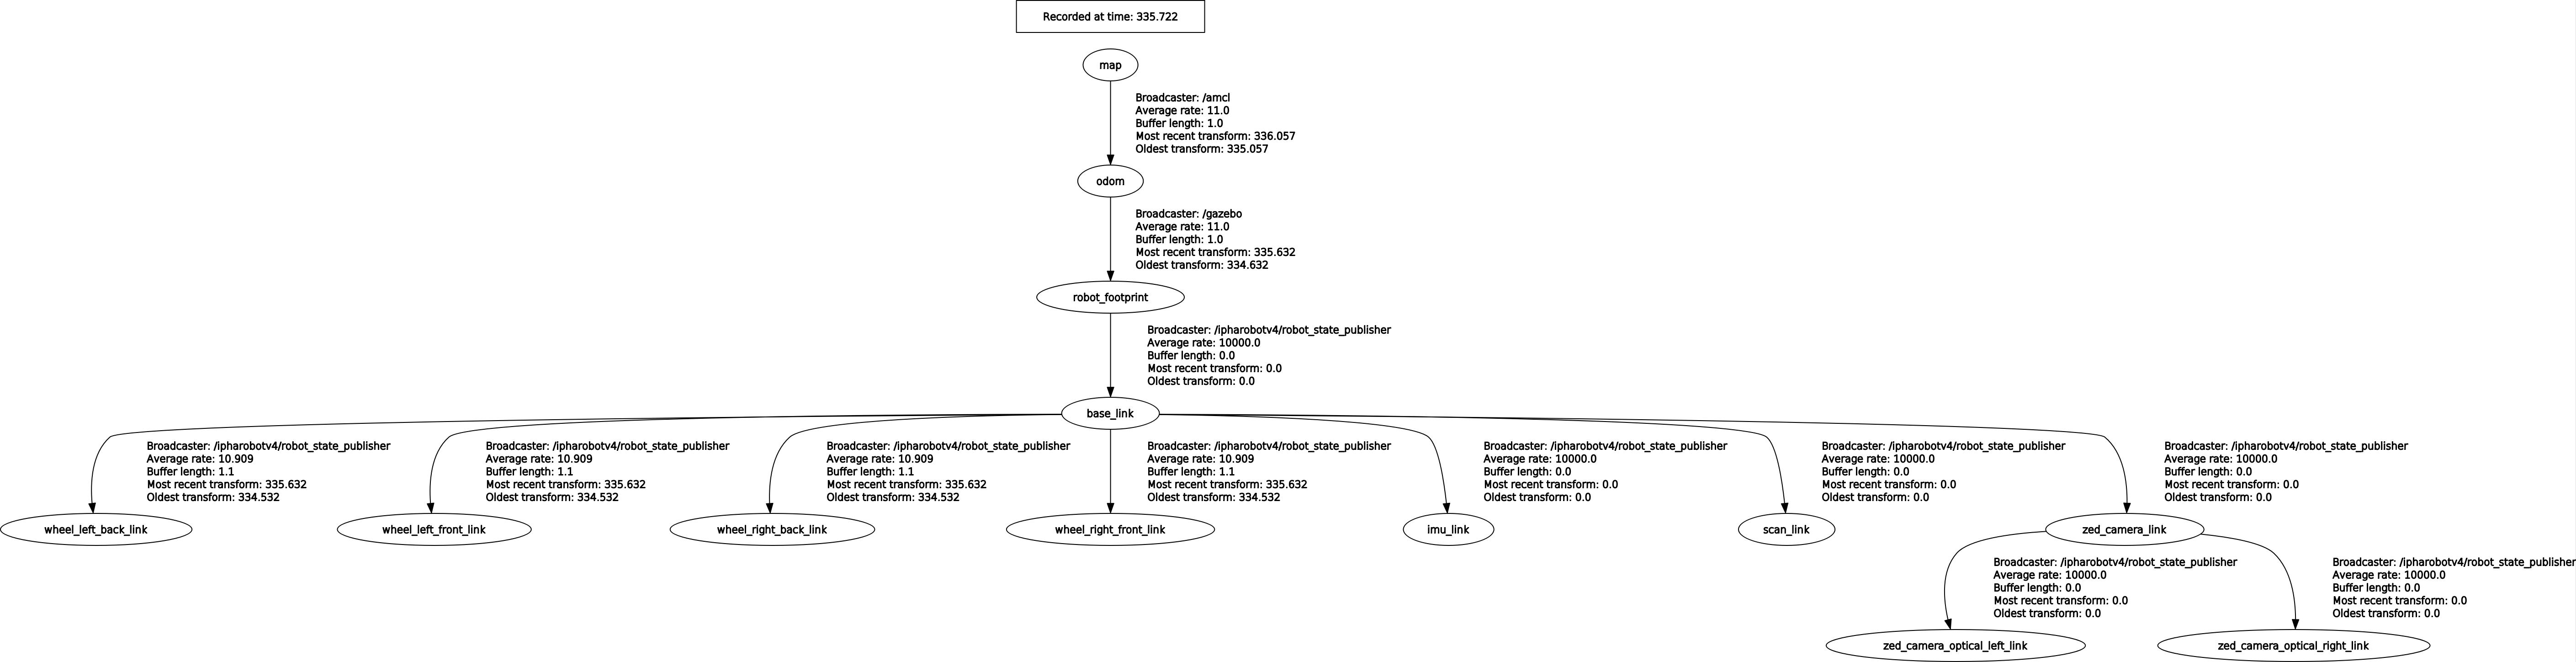 Recorded at time: 335.722
map
Broadcaster: /amcl
Average rate: 11.0
Buffer length: 1.0
Most recent transform: 336.057
Oldest transform: 335.057
odom
Broadcaster: /gazebo
Average rate: 11.0
Buffer length: 1.0
Most recent transform: 335.632
Oldest transform: 334.632
robot_footprint
Broadcaster: /ipharobotv4/robot_state_publisher
Average rate: 10000.0
Buffer length: 0.0
Most recent transform: 0.0
Oldest transform: 0.0
base_link
Broadcaster: /ipharobotv4/robot_state_publisher
Average rate: 10.909
Buffer length: 1.1
Most recent transform: 335.632
Oldest transform: 334.532
wheel_left_back_link
Broadcaster: /ipharobotv4/robot_state_publisher
Average rate: 10.909
Buffer length: 1.1
Most recent transform: 335.632
Oldest transform: 334.532
wheel_left_front_link
Broadcaster: /ipharobotv4/robot_state_publisher
Average rate: 10.909
Buffer length: 1.1
Most recent transform: 335.632
Oldest transform: 334.532
wheel_right_back_link
Broadcaster: /ipharobotv4/robot_state_publisher
Average rate: 10.909
Buffer length: 1.1
Most recent transform: 335.632
Oldest transform: 334.532
wheel_right_front_link
Broadcaster: /ipharobotv4/robot_state_publisher
Average rate: 10000.0
Buffer length: 0.0
Most recent transform: 0.0
Oldest transform: 0.0
imu_link
Broadcaster: /ipharobotv4/robot_state_publisher
Average rate: 10000.0
Buffer length: 0.0
Most recent transform: 0.0
Oldest transform: 0.0
scan_link
Broadcaster: /ipharobotv4/robot_state_publisher
Average rate: 10000.0
Buffer length: 0.0
Most recent transform: 0.0
Oldest transform: 0.0
zed_camera_link
Broadcaster: /ipharobotv4/robot_state_publisher
Average rate: 10000.0
Buffer length: 0.0
Most recent transform: 0.0
Oldest transform: 0.0
zed_camera_optical_left_link
Broadcaster: /ipharobotv4/robot_state_publisher
Average rate: 10000.0
Buffer length: 0.0
Most recent transform: 0.0
Oldest transform: 0.0
zed_camera_optical_right_link